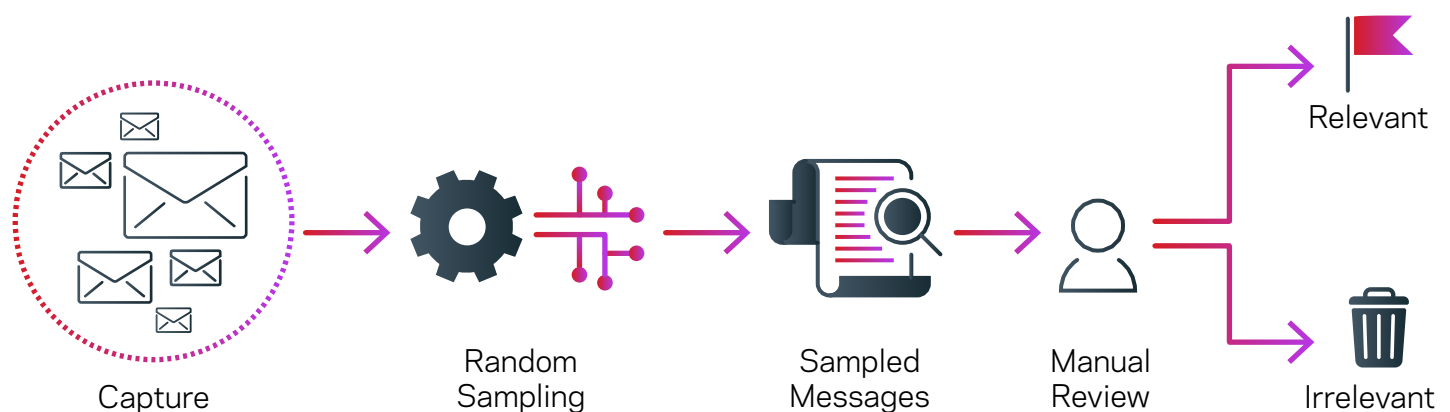 Relevant
Capture
Random
Sampling
Sampled
Messages
Manual
Review
Irrelevant